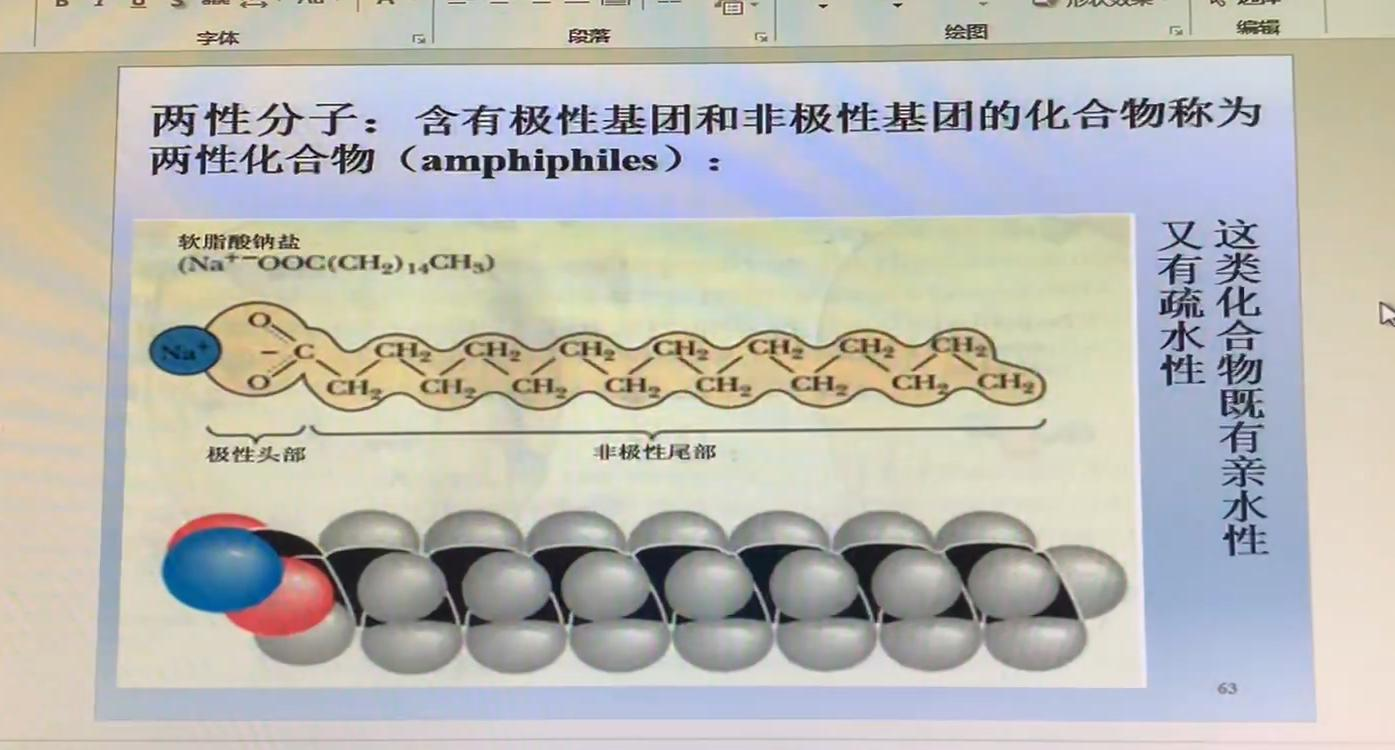 字体
段落
绘图
编辑
两性分子：含有极性基团和非极性基团的化合物称为
两性化合物（amphiphiles）：
软脂酸钠盐
(Na⁺⁻OOC(CH₂)₁₄CH₃)
O
Na⁺ − C CH₂ CH₂ CH₂ CH₂ CH₂ CH₂ CH₂
O CH₂ CH₂ CH₂ CH₂ CH₂ CH₂ CH₂ CH₂
极性头部
非极性尾部
这类化合物既有亲水性
又有疏水性
63